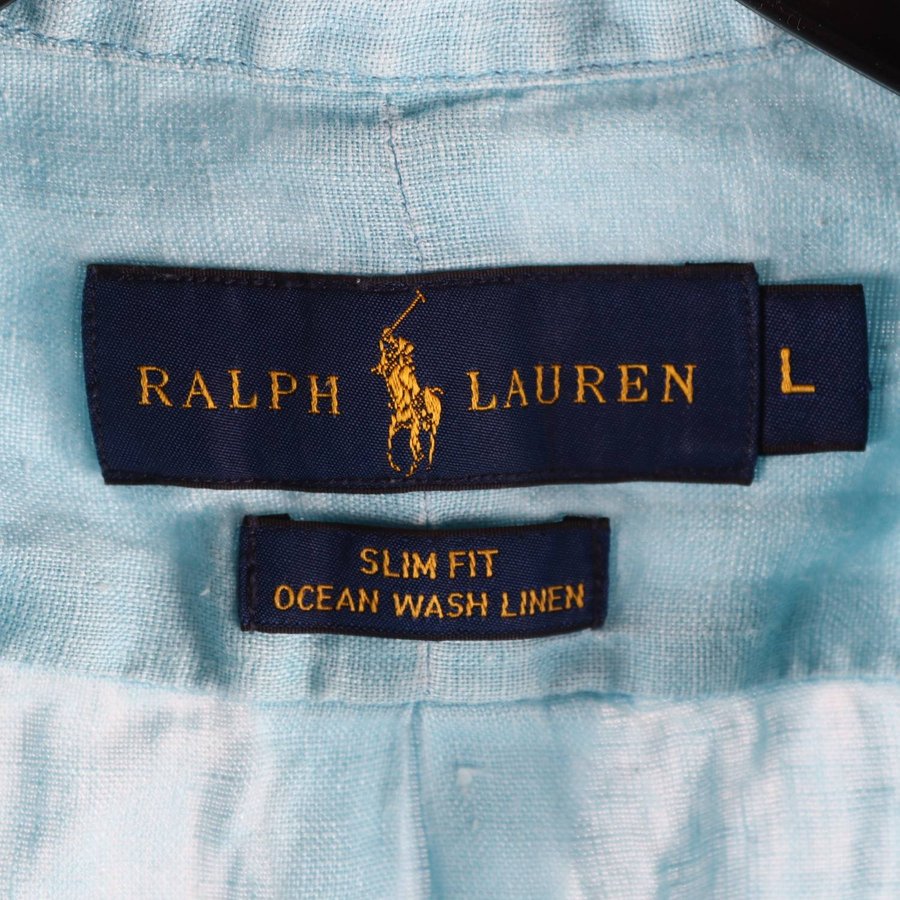 RALPH LAUREN L
SLIM FIT
OCEAN WASH LINEN